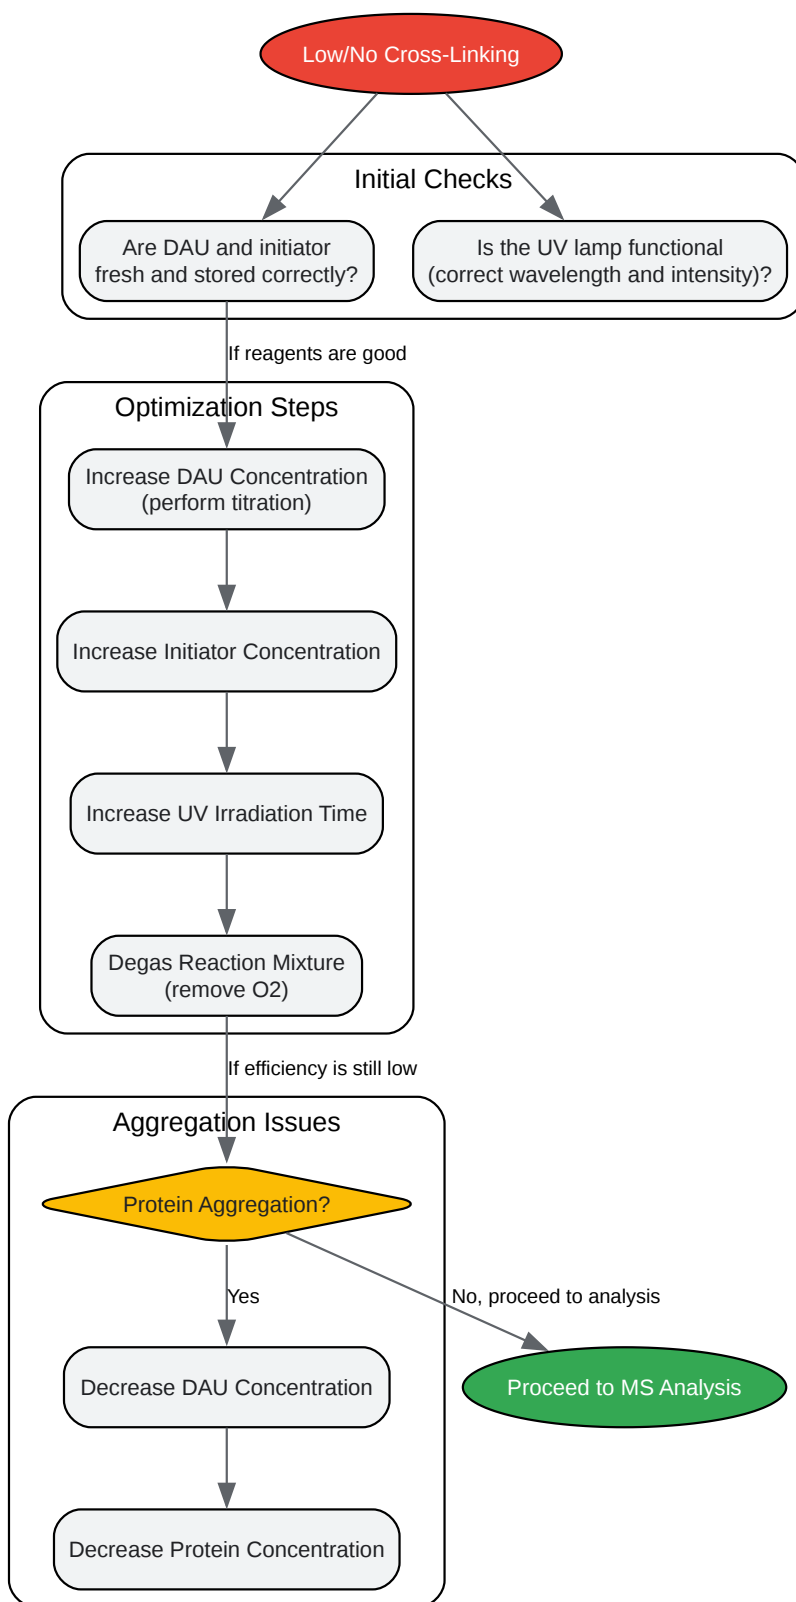 Low/No Cross-Linking
Initial Checks
Are DAU and initiator
fresh and stored correctly?
Is the UV lamp functional
(correct wavelength and intensity)?
If reagents are good
Optimization Steps
Increase DAU Concentration
(perform titration)
Increase Initiator Concentration
Increase UV Irradiation Time
Degas Reaction Mixture
(remove O2)
If efficiency is still low
Aggregation Issues
Protein Aggregation?
Yes
No, proceed to analysis
Decrease DAU Concentration
Proceed to MS Analysis
Decrease Protein Concentration